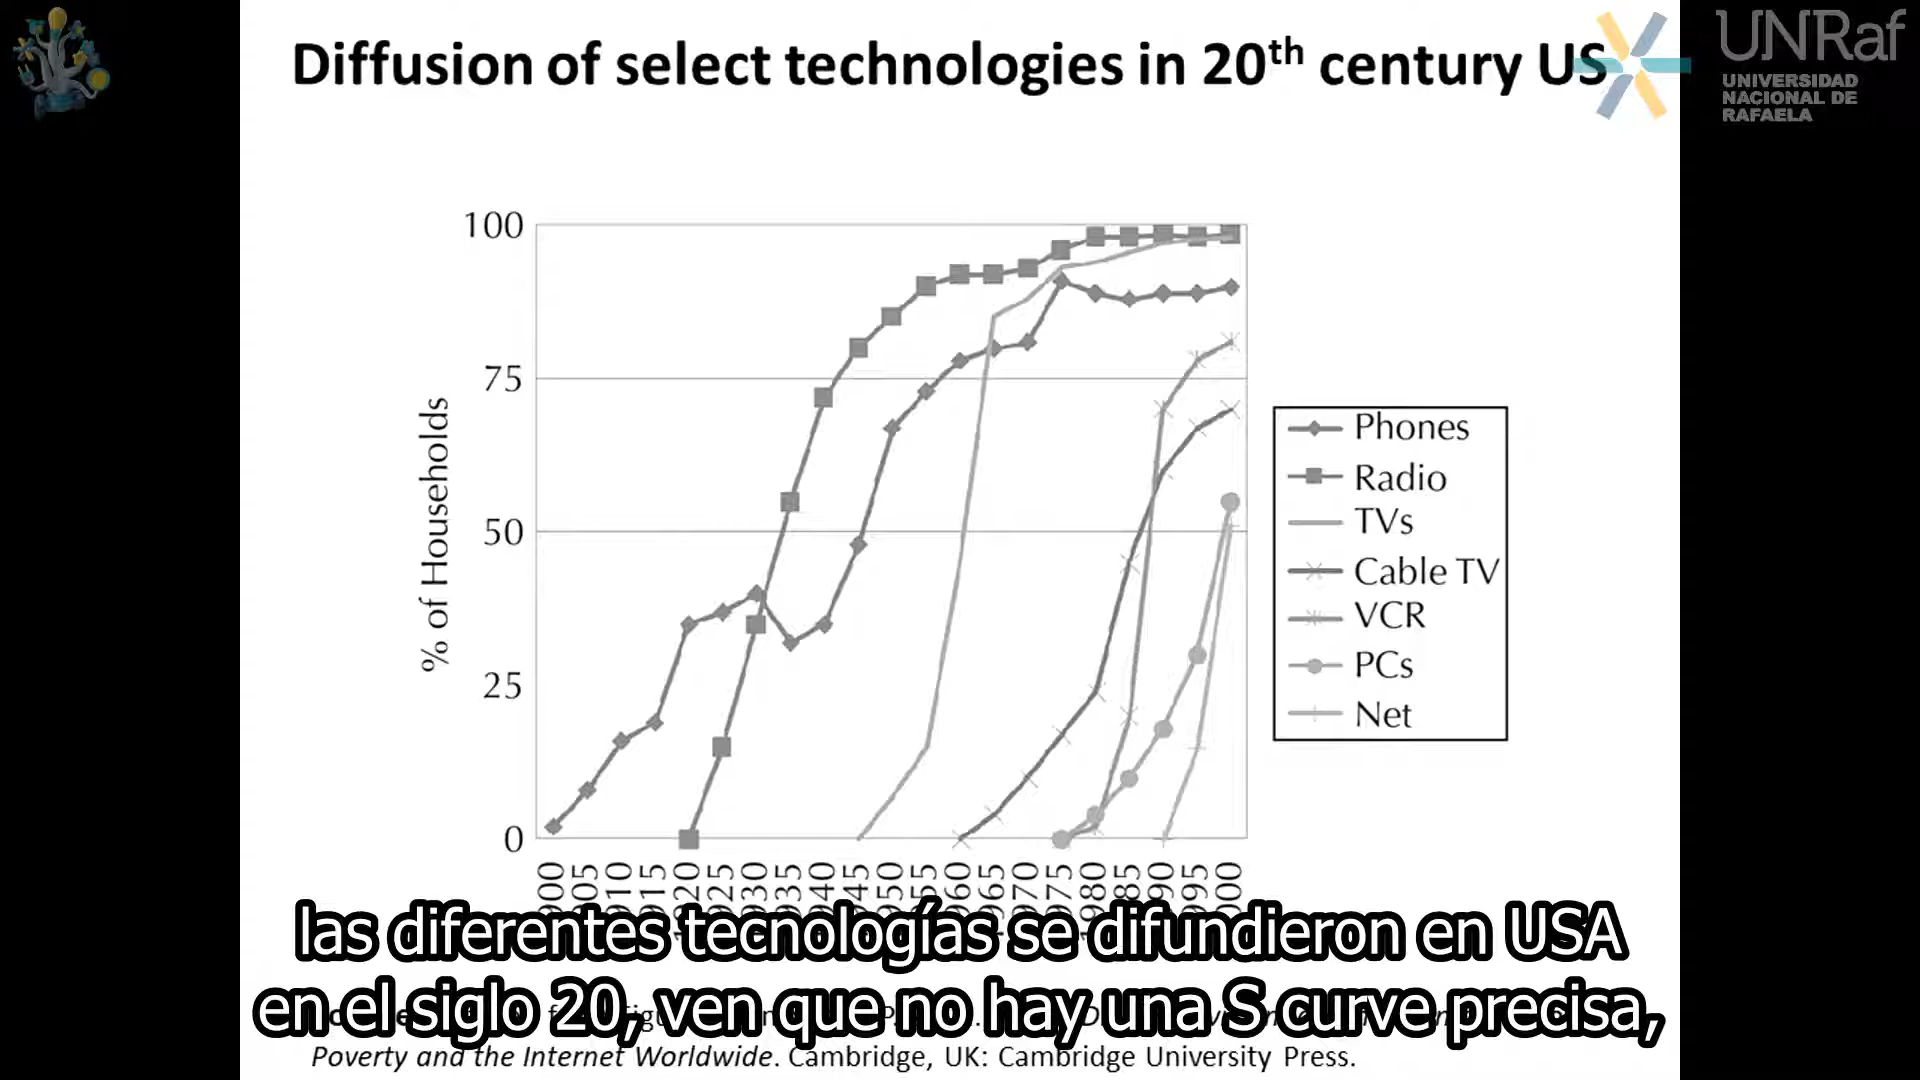 Diffusion of select technologies in 20th century US
UNRaf
UNIVERSIDAD
NACIONAL DE
RAFAELA
100
75
50
25
0
% of Households
Phones
Radio
TVs
Cable TV
VCR
PCs
Net
las diferentes tecnologías se difundieron en USA
en el siglo 20, ven que no hay una S curve precisa,
Poverty and the Internet Worldwide. Cambridge, UK: Cambridge University Press.